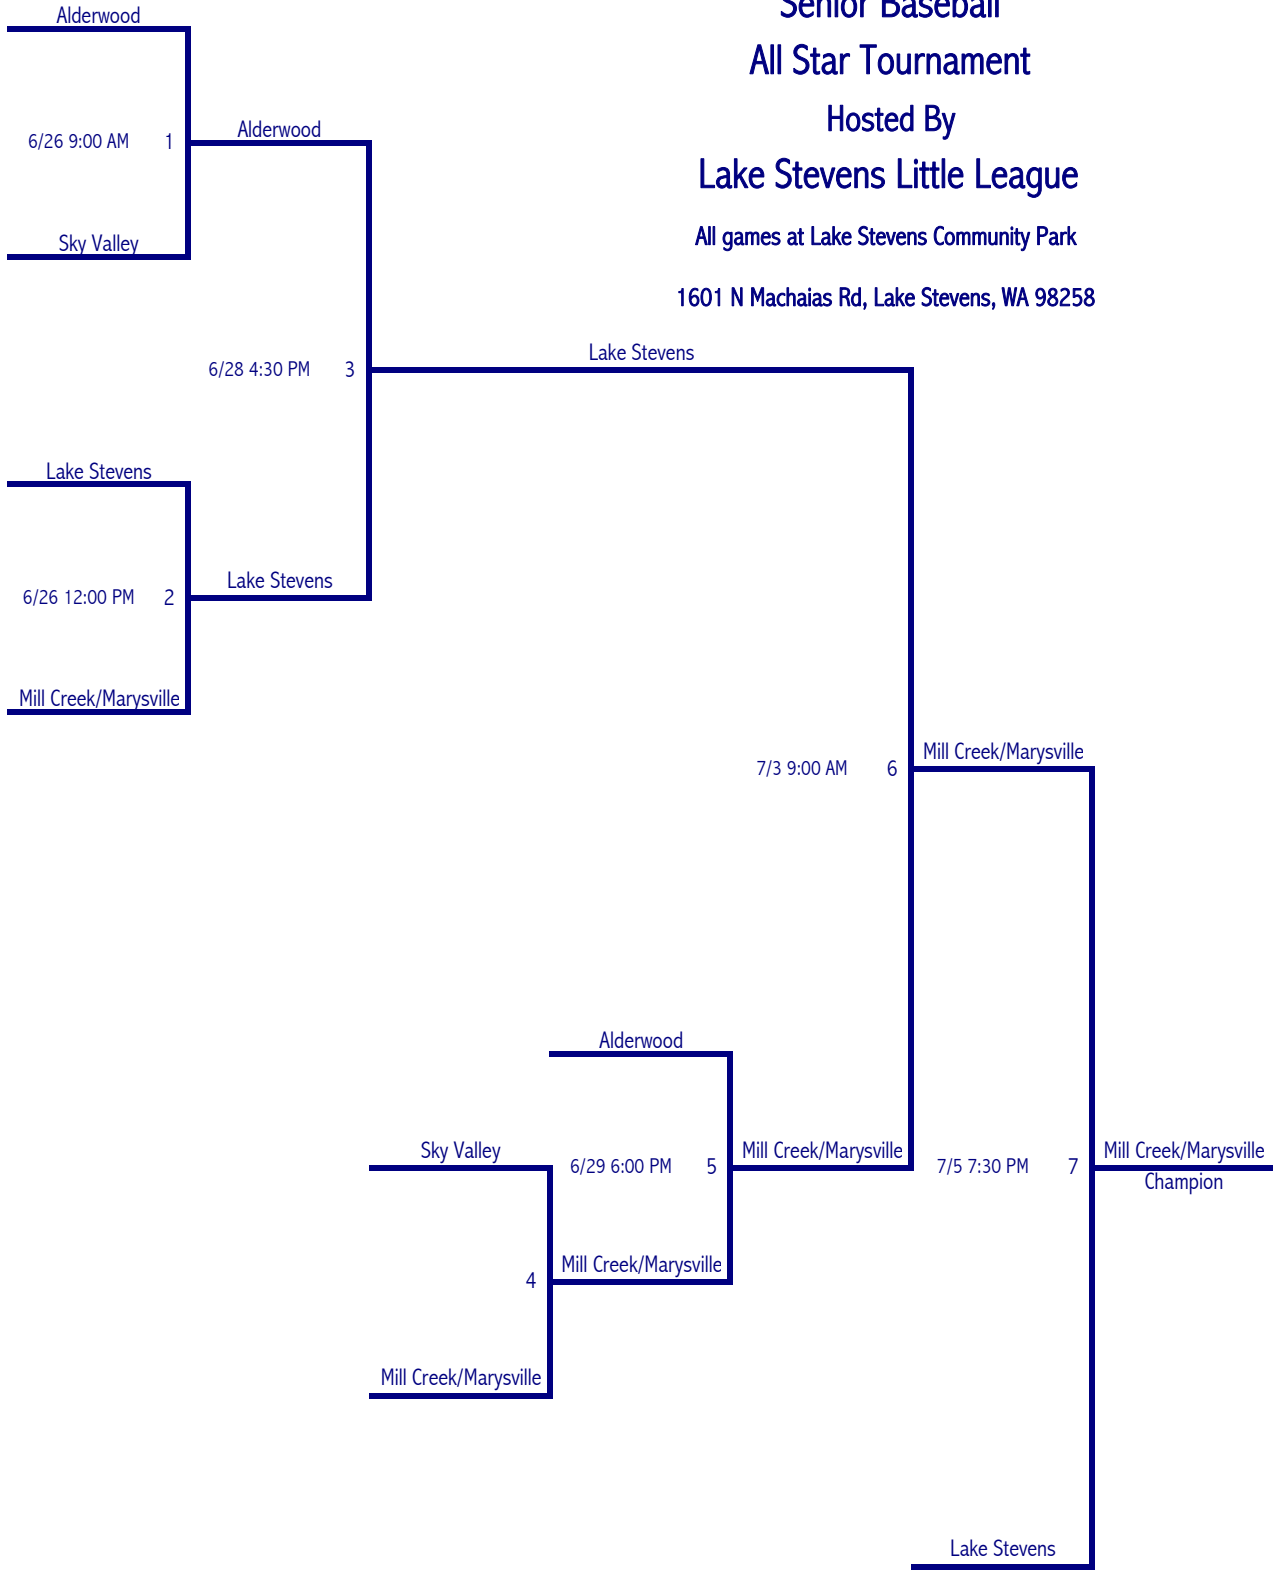 Senior Baseball
All Star Tournament
Hosted By
Lake Stevens Little League
All games at Lake Stevens Community Park
1601 N Machaias Rd, Lake Stevens, WA 98258
Alderwood
6/26 9:00 AM 1
Alderwood
Sky Valley
6/28 4:30 PM 3
Lake Stevens
Lake Stevens
6/26 12:00 PM 2
Lake Stevens
Mill Creek/Marysville
7/3 9:00 AM 6
Mill Creek/Marysville
Alderwood
Sky Valley
6/29 6:00 PM 5
Mill Creek/Marysville
7/5 7:30 PM 7
Mill Creek/Marysville
Champion
4
Mill Creek/Marysville
Mill Creek/Marysville
Lake Stevens